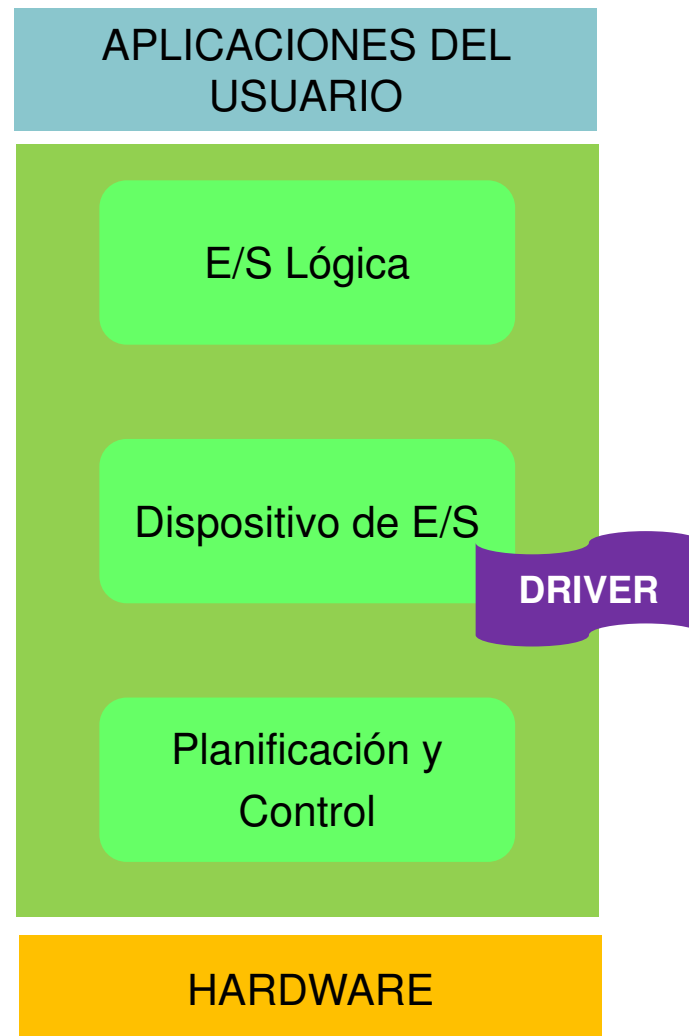 APLICACIONES DEL
USUARIO
E/S Lógica
Dispositivo de E/S
DRIVER
Planificación y
Control
HARDWARE